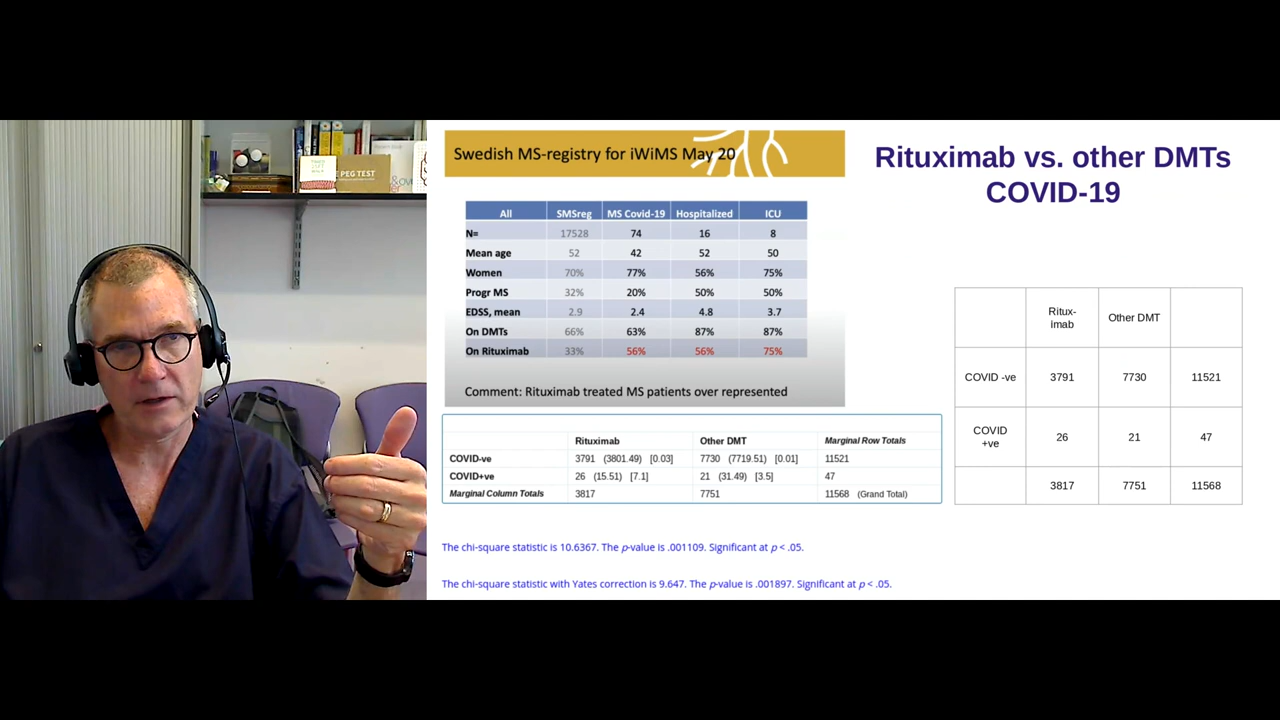 PEG TEST
Swedish MS-registry for iWiMS May 20
Rituximab vs. other DMTs
COVID-19
All SMSreg MS Covid-19 Hospitalized ICU
N= 17528 74 16 8
Mean age 52 42 52 50
Women 70% 77% 56% 75%
Progr MS 32% 20% 50% 50%
EDSS, mean 2.9 2.4 4.8 3.7
On DMTs 66% 63% 87% 87%
On Rituximab 33% 56% 56% 75%
Comment: Rituximab treated MS patients over represented
Rituximab Other DMT Marginal Row Totals
COVID-ve 3791 (3801.49) [0.03] 7730 (7719.51) [0.01] 11521
COVID+ve 26 (15.51) [7.1] 21 (31.49) [3.5] 47
Marginal Column Totals 3817 7751 11568 (Grand Total)
The chi-square statistic is 10.6367. The p-value is .001109. Significant at p < .05.
The chi-square statistic with Yates correction is 9.647. The p-value is .001897. Significant at p < .05.
Ritux-
imab Other DMT
COVID -ve 3791 7730 11521
COVID
+ve 26 21 47
3817 7751 11568